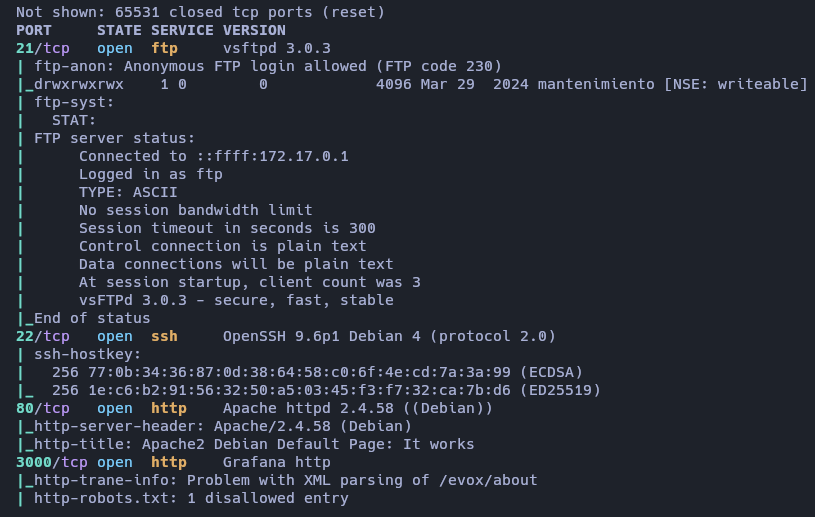 Not shown: 65531 closed tcp ports (reset)
PORT     STATE SERVICE VERSION
21/tcp   open  ftp     vsftpd 3.0.3
| ftp-anon: Anonymous FTP login allowed (FTP code 230)
|_drwxrwxrwx    1 0        0            4096 Mar 29  2024 mantenimiento [NSE: writeable]
| ftp-syst:
|   STAT:
| FTP server status:
|      Connected to ::ffff:172.17.0.1
|      Logged in as ftp
|      TYPE: ASCII
|      No session bandwidth limit
|      Session timeout in seconds is 300
|      Control connection is plain text
|      Data connections will be plain text
|      At session startup, client count was 3
|      vsFTPd 3.0.3 - secure, fast, stable
|_End of status
22/tcp   open  ssh     OpenSSH 9.6p1 Debian 4 (protocol 2.0)
| ssh-hostkey:
|   256 77:0b:34:36:87:0d:38:64:58:c0:6f:4e:cd:7a:3a:99 (ECDSA)
|_  256 1e:c6:b2:91:56:32:50:a5:03:45:f3:f7:32:ca:7b:d6 (ED25519)
80/tcp   open  http    Apache httpd 2.4.58 ((Debian))
|_http-server-header: Apache/2.4.58 (Debian)
|_http-title: Apache2 Debian Default Page: It works
3000/tcp open  http    Grafana http
|_http-trane-info: Problem with XML parsing of /evox/about
| http-robots.txt: 1 disallowed entry